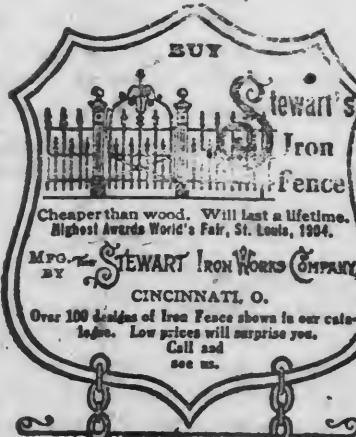 BUY
Stewart's
Iron
Fence
Cheaper than wood. Will last a lifetime.
Highest Awards World's Fair, St. Louis, 1904.
MFG. The STEWART IRON WORKS COMPANY
BY
CINCINNATI, O.
Over 100 designs of Iron Fence shown in our cata-
logue. Low prices will surprise you.
Call and
see us.